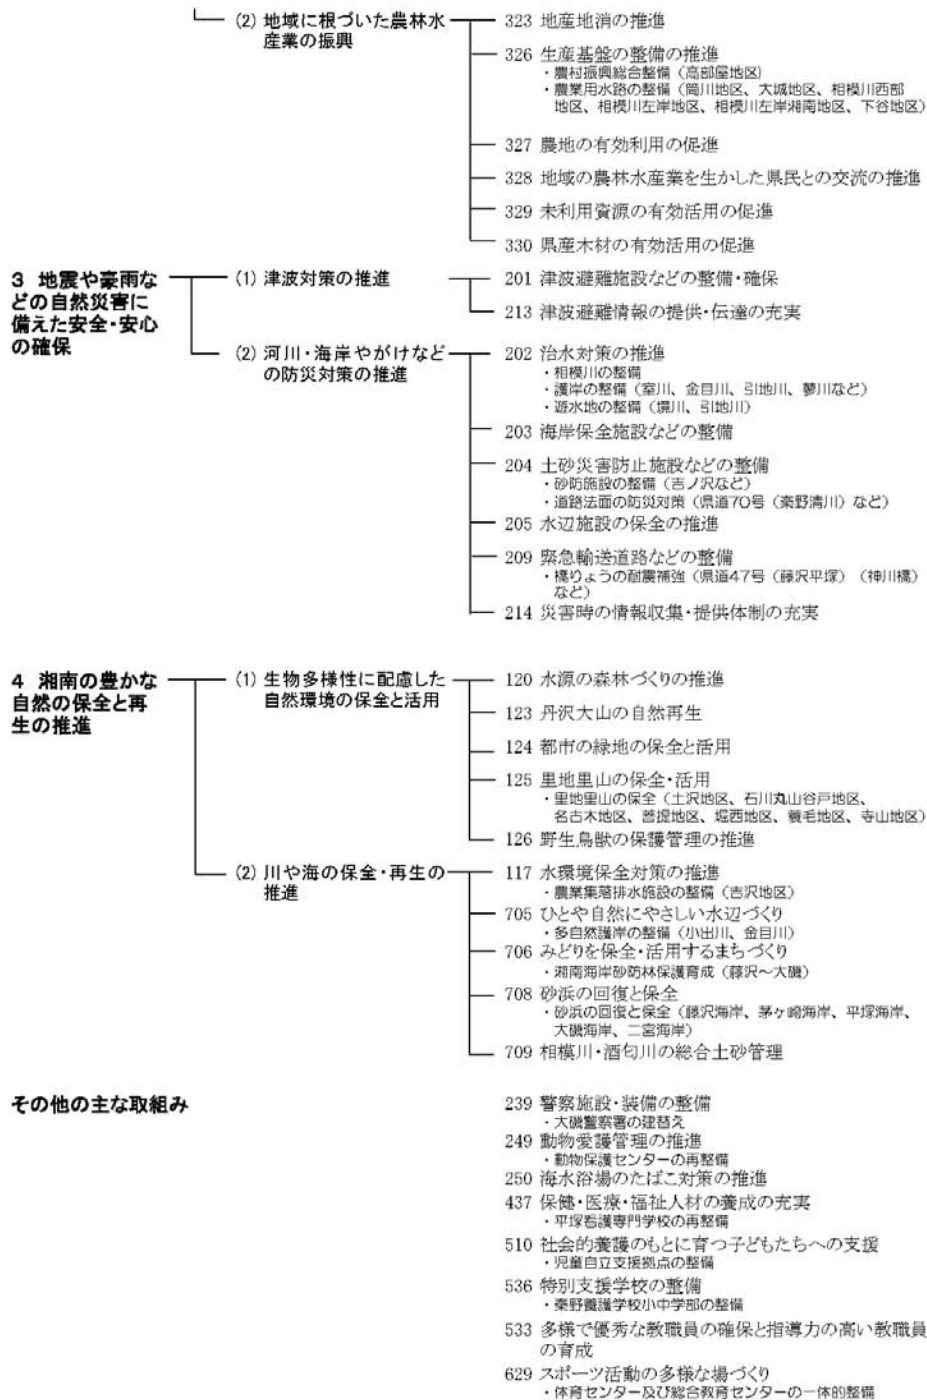 (2) 地域に根づいた農林水
産業の振興
323 地産地消の推進
326 生産基盤の整備の推進
・農村振興総合整備（高部屋地区）
・農業用水路の整備（筒川地区、大城地区、相模川西部
地区、相模川左岸地区、相模川左岸湘南地区、下谷地区）
327 農地の有効利用の促進
328 地域の農林水産業を生かした県民との交流の推進
329 未利用資源の有効活用の促進
330 県産木材の有効活用の促進
3 地震や豪雨な
どの自然災害に
備えた安全・安心
の確保
(1) 津波対策の推進
201 津波避難施設などの整備・確保
213 津波避難情報の提供・伝達の充実
(2) 河川・海岸やがけなど
の防災対策の推進
202 治水対策の推進
・相模川の整備
・護岸の整備（室川、金目川、引地川、蓼川など）
・遊水地の整備（境川、引地川）
203 海岸保全施設などの整備
204 土砂災害防止施設などの整備
・砂防施設の整備（吉ノ沢など）
・道路法面の防災対策（県道70号（秦野清川）など）
205 水辺施設の保全の推進
209 緊急輸送道路などの整備
・橋りょうの耐震補強（県道47号（藤沢平塚）（神川橋）
など）
214 災害時の情報収集・提供体制の充実
4 湘南の豊かな
自然の保全と再
生の推進
(1) 生物多様性に配慮した
自然環境の保全と活用
120 水源の森林づくりの推進
123 丹沢大山の自然再生
124 都市の緑地の保全と活用
125 里地里山の保全・活用
・里地里山の保全（土沢地区、石川丸山谷戸地区、
名古木地区、菩提地区、堀西地区、蓑毛地区、寺山地区）
126 野生鳥獣の保護管理の推進
(2) 川や海の保全・再生の
推進
117 水環境保全対策の推進
・農業集落排水施設の整備（吉沢地区）
705 ひとや自然にやさしい水辺づくり
・多自然護岸の整備（小出川、金目川）
706 みどりを保全・活用するまちづくり
・湘南海岸砂防林保護育成（藤沢～大磯）
708 砂浜の回復と保全
・砂浜の回復と保全（藤沢海岸、茅ヶ崎海岸、平塚海岸、
大磯海岸、二宮海岸）
709 相模川・酒匂川の総合土砂管理
その他の主な取組み
239 警察施設・装備の整備
・大磯警察署の建替え
249 動物愛護管理の推進
・動物保護センターの再整備
250 海水浴場のたばこ対策の推進
437 保健・医療・福祉人材の養成の充実
・平塚看護専門学校の再整備
510 社会的養護のもとに育つ子どもたちへの支援
・児童自立支援拠点の整備
536 特別支援学校の整備
・秦野養護学校小中学部の整備
533 多様で優秀な教職員の確保と指導力の高い教職員
の育成
629 スポーツ活動の多様な場づくり
・体育センター及び総合教育センターの一体的整備